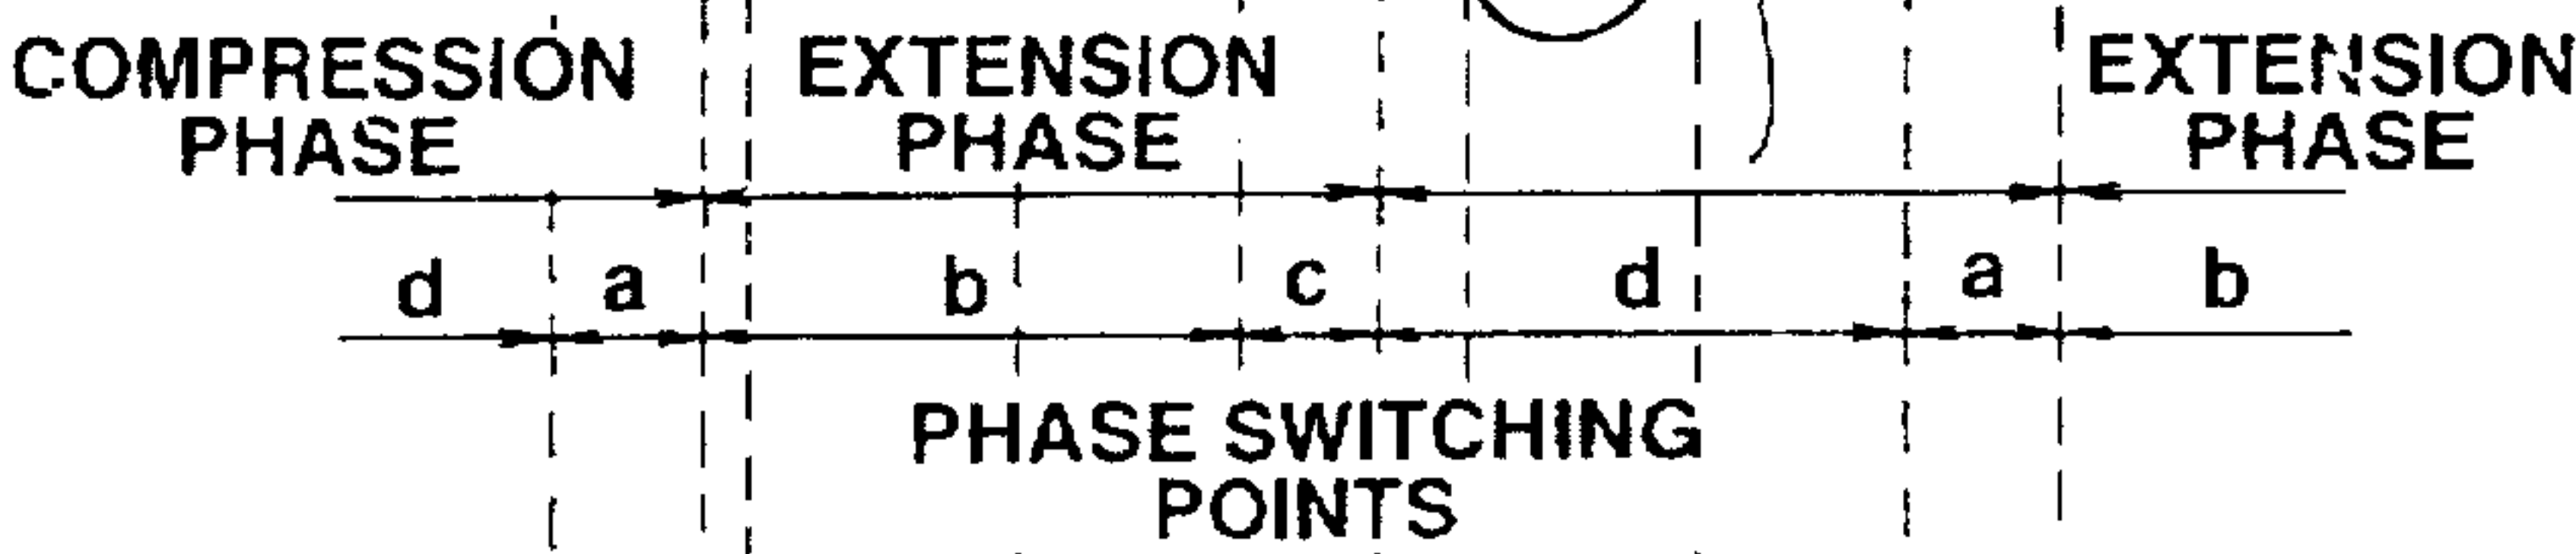 COMPRESSION
PHASE
EXTENSION
PHASE
EXTENSION
PHASE
d a b c d a b
PHASE SWITCHING
POINTS